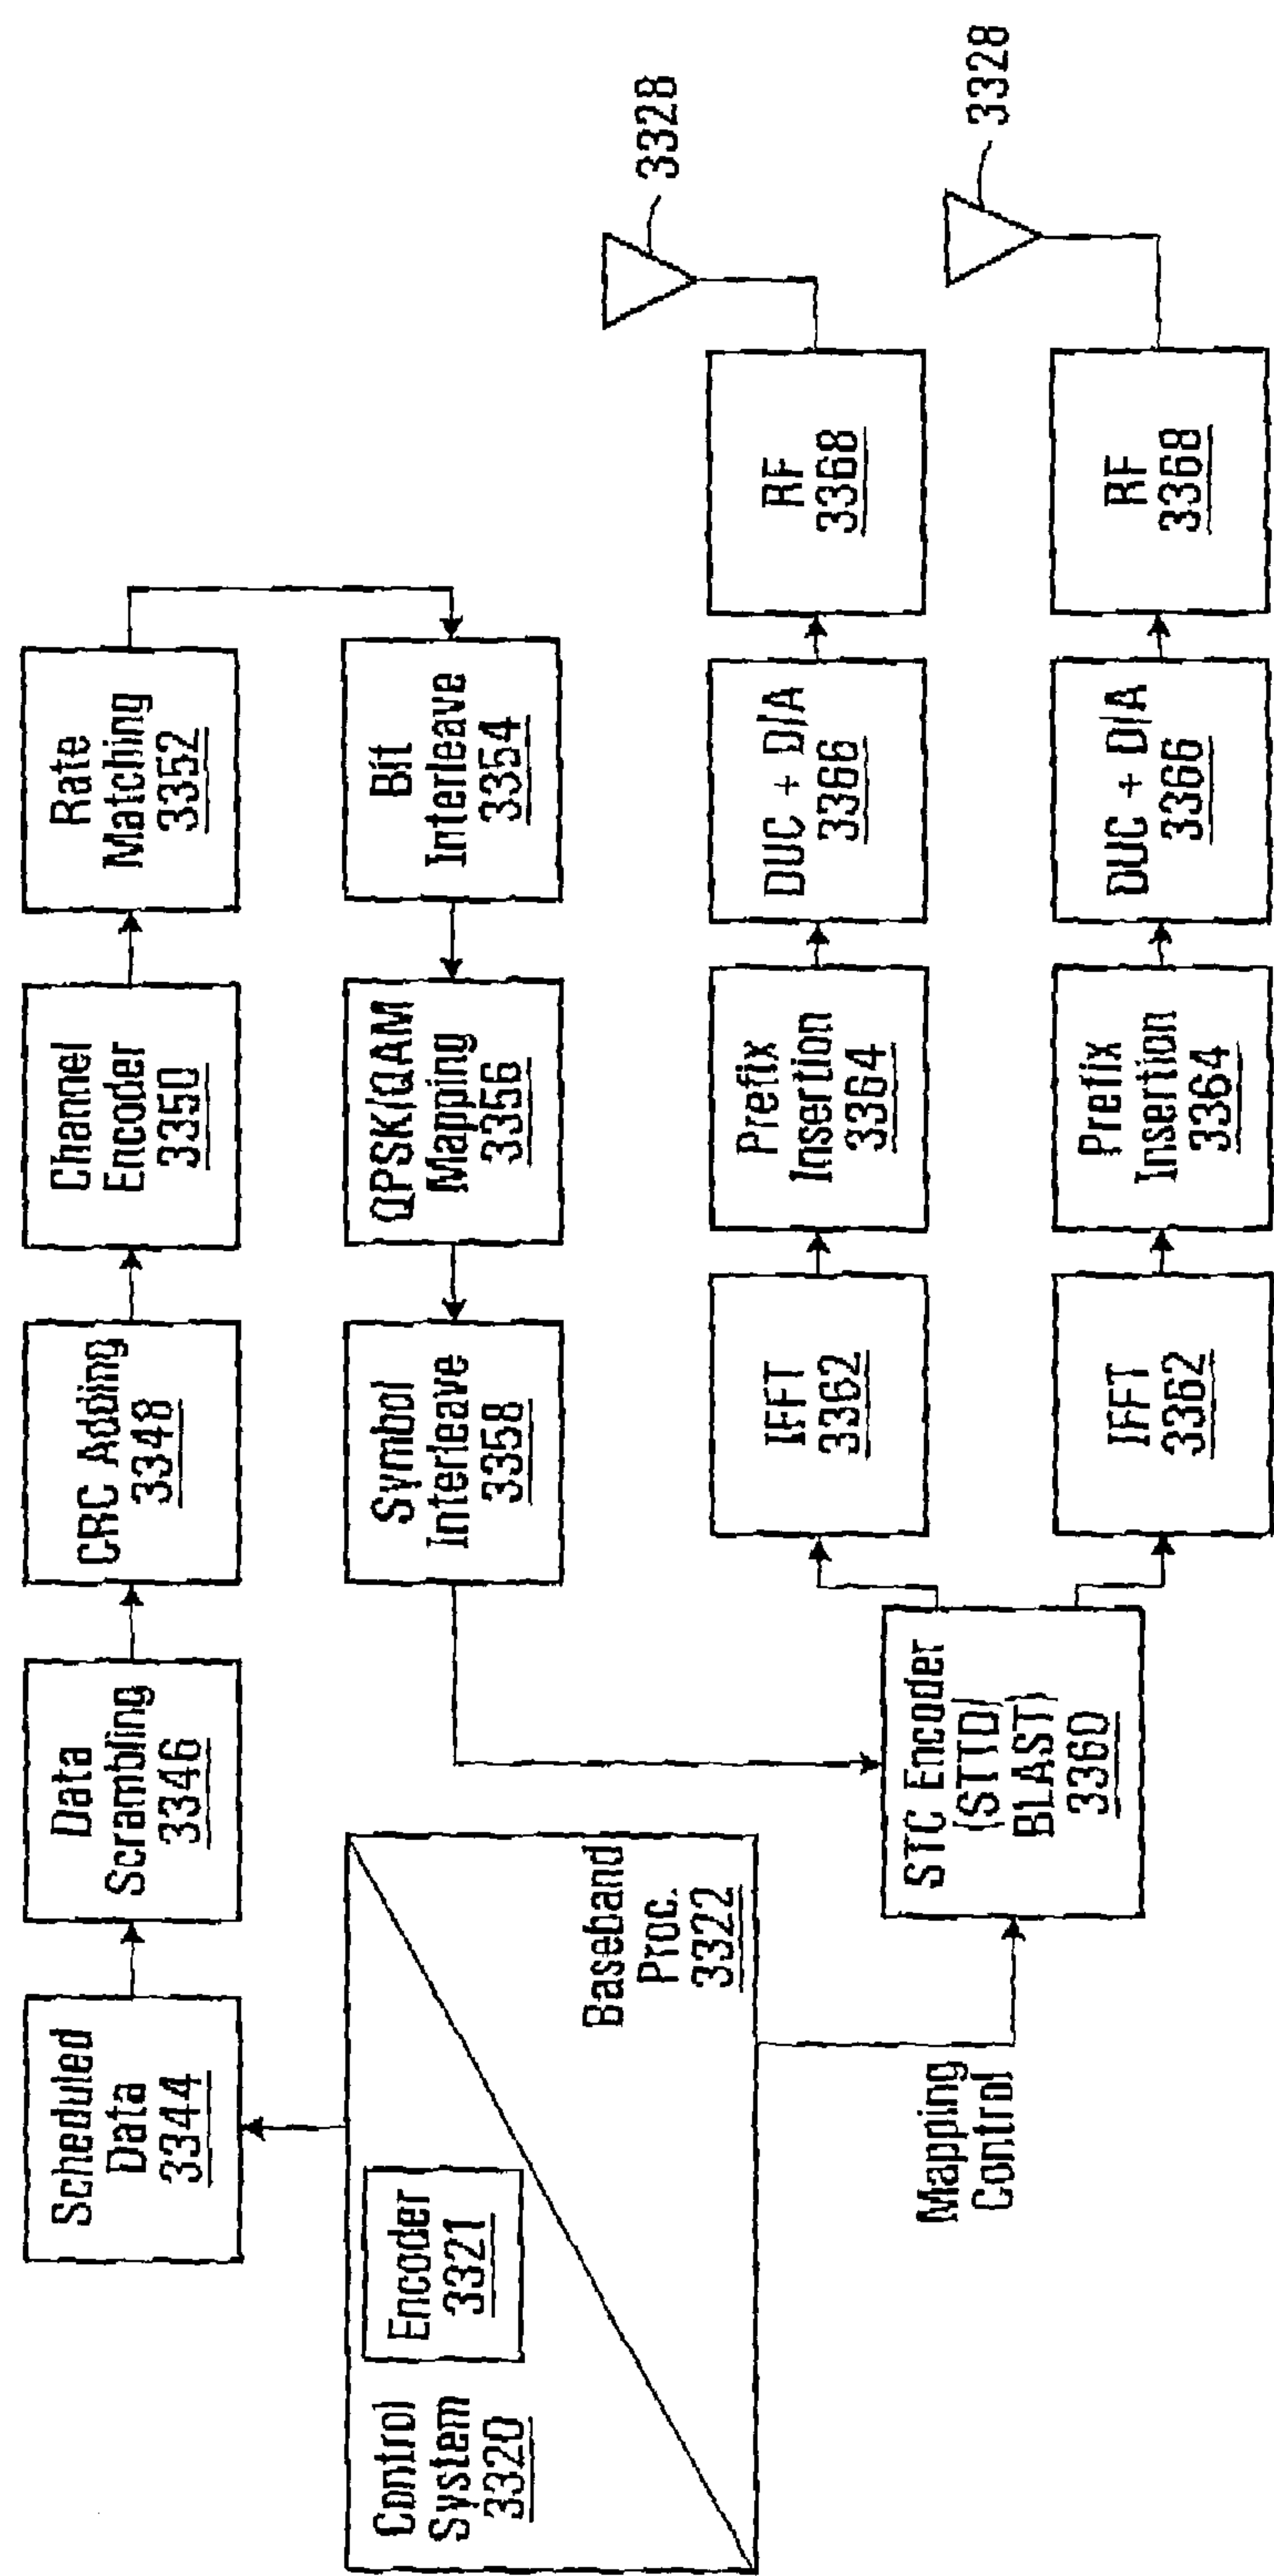 Scheduled
Data
3344
Data
Scrambling
3346
CRC Adding
3348
Channel
Encoder
3350
Rate
Matching
3352
Control
System
3320
Encoder
3321
Baseband
Proc.
3322
Symbol
Interleave
3358
QPSK/QAM
Mapping
3356
Bit
Interleave
3354
Mapping
Control
STC Encoder
(STTD/
BLAST)
3360
IFFT
3362
Prefix
Insertion
3364
DUC + D/A
3366
RF
3368
3328
IFFT
3362
Prefix
Insertion
3364
DUC + D/A
3366
RF
3368
3328